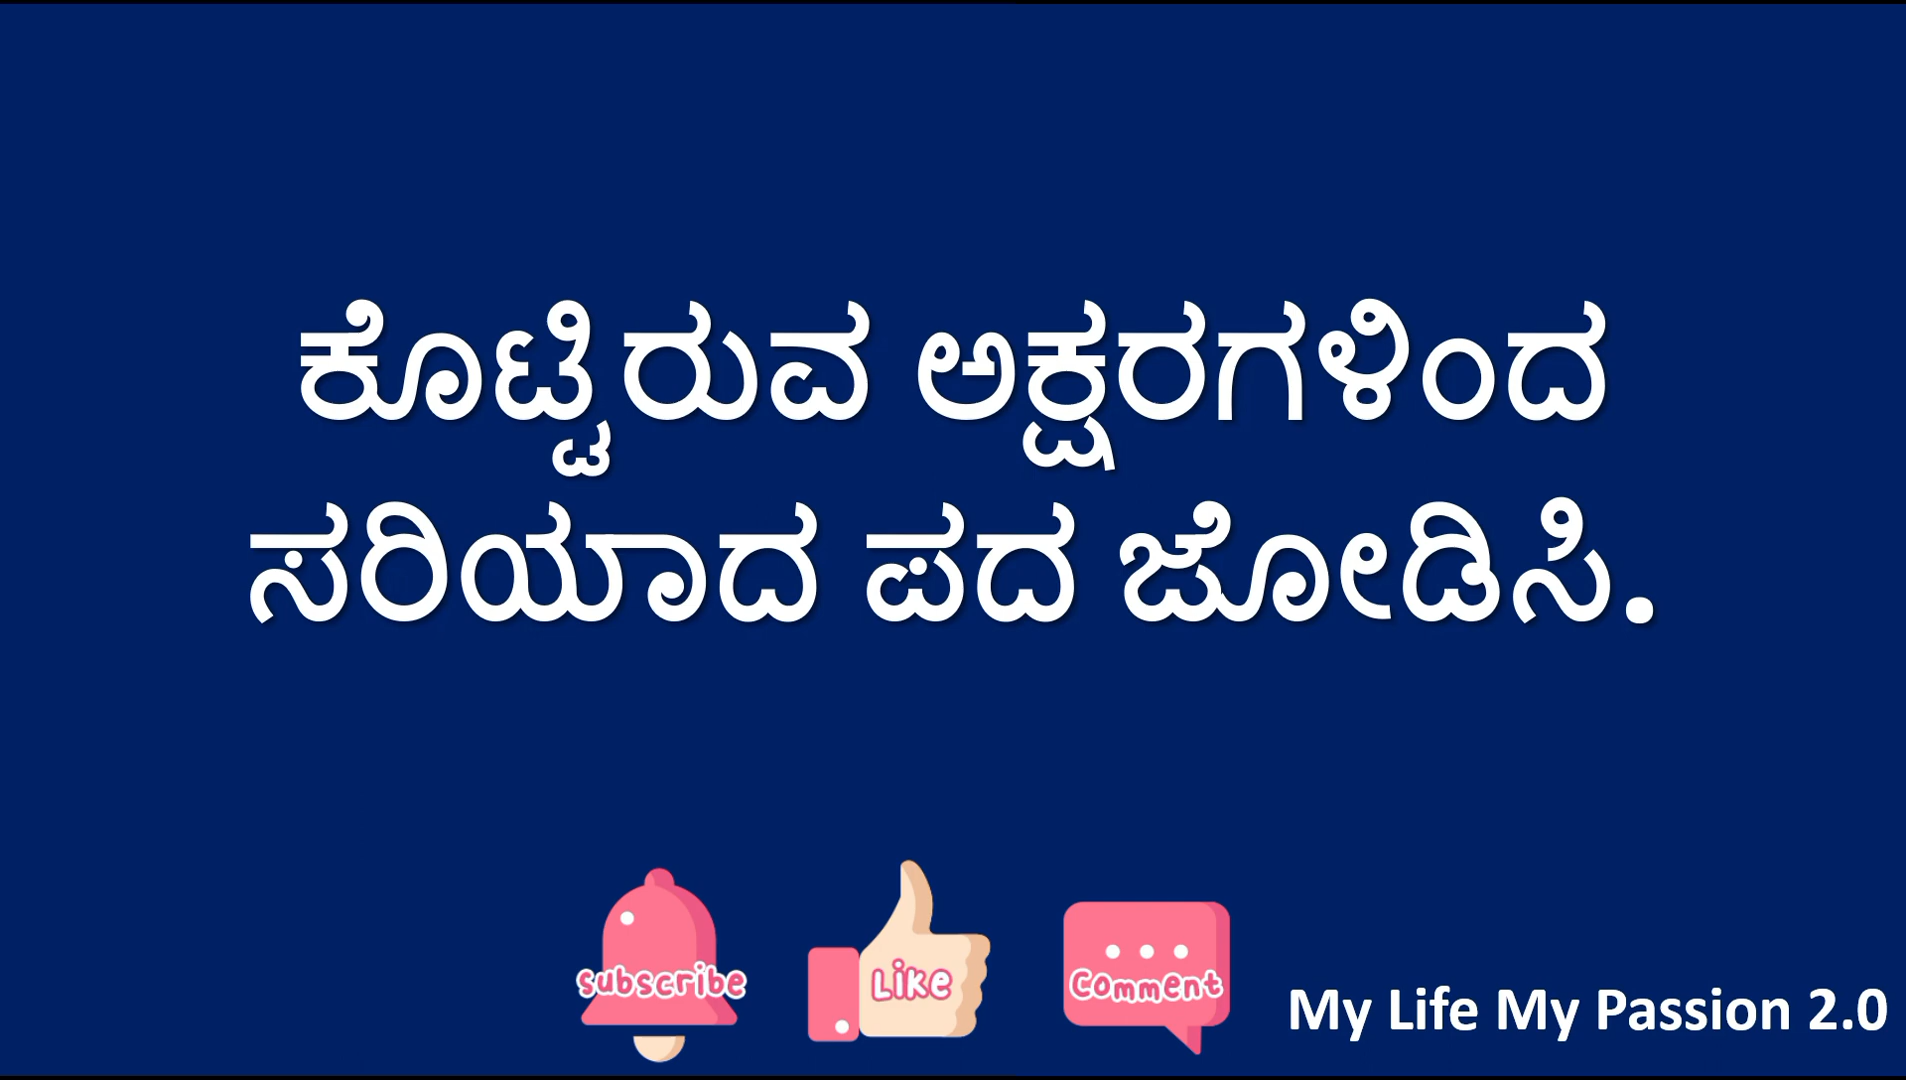 ಕೊಟ್ಟಿರುವ ಅಕ್ಷರಗಳಿಂದ
ಸರಿಯಾದ ಪದ ಜೋಡಿಸಿ.
subscribe
Like
Comment
My Life My Passion 2.0